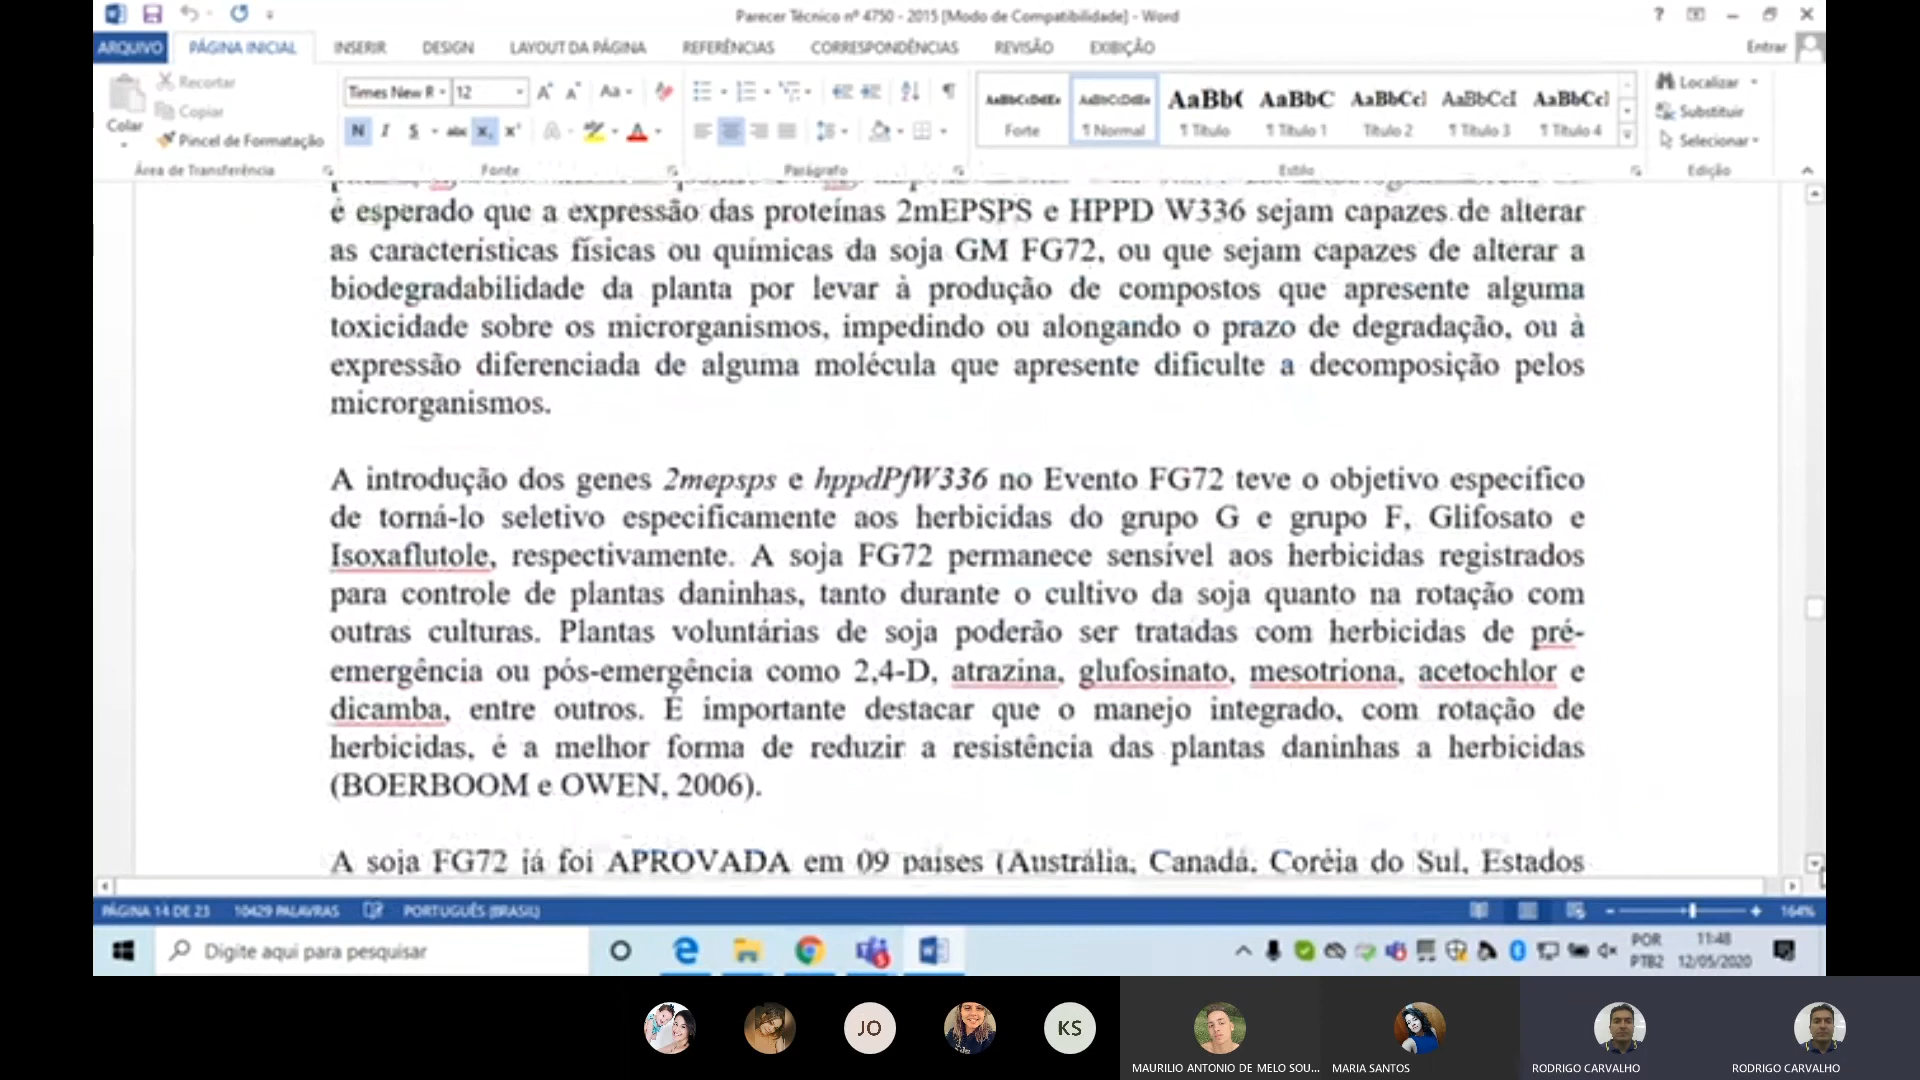 Parecer Técnico nº 4750 - 2015 [Modo de Compatibilidade] - Word
ARQUIVO PÁGINA INICIAL INSERIR DESIGN LAYOUT DA PÁGINA REFERÊNCIAS CORRESPONDÊNCIAS REVISÃO EXIBIÇÃO Entrar
Colar
Recortar
Copiar
Pincel de Formatação
Área de Transferência
Times New R 12
Fonte
Parágrafo
AaBbCcDdEe AaBbCcDdEe AaBb( AaBbC AaBbCcl AaBbCcI AaBbCcl
Forte ¶ Normal ¶ Título ¶ Título 1 Título 2 ¶ Título 3 ¶ Título 4
Estilo
Localizar
Substituir
Selecionar
Edição
é esperado que a expressão das proteínas 2mEPSPS e HPPD W336 sejam capazes de alterar
as características físicas ou químicas da soja GM FG72, ou que sejam capazes de alterar a
biodegradabilidade da planta por levar à produção de compostos que apresente alguma
toxicidade sobre os microrganismos, impedindo ou alongando o prazo de degradação, ou à
expressão diferenciada de alguma molécula que apresente dificulte a decomposição pelos
microrganismos.
A introdução dos genes 2mepsps e hppdPfW336 no Evento FG72 teve o objetivo específico
de torná-lo seletivo especificamente aos herbicidas do grupo G e grupo F, Glifosato e
Isoxaflutole, respectivamente. A soja FG72 permanece sensível aos herbicidas registrados
para controle de plantas daninhas, tanto durante o cultivo da soja quanto na rotação com
outras culturas. Plantas voluntárias de soja poderão ser tratadas com herbicidas de pré-
emergência ou pós-emergência como 2,4-D, atrazina, glufosinato, mesotriona, acetochlor e
dicamba, entre outros. É importante destacar que o manejo integrado, com rotação de
herbicidas, é a melhor forma de reduzir a resistência das plantas daninhas a herbicidas
(BOERBOOM e OWEN, 2006).
A soja FG72 já foi APROVADA em 09 países (Austrália, Canadá, Coréia do Sul, Estados
PÁGINA 14 DE 23 10429 PALAVRAS PORTUGUÊS (BRASIL) 164%
Digite aqui para pesquisar
POR
PTB2
11:48
12/05/2020
JO KS
MAURILIO ANTONIO DE MELO SOU... MARIA SANTOS RODRIGO CARVALHO RODRIGO CARVALHO